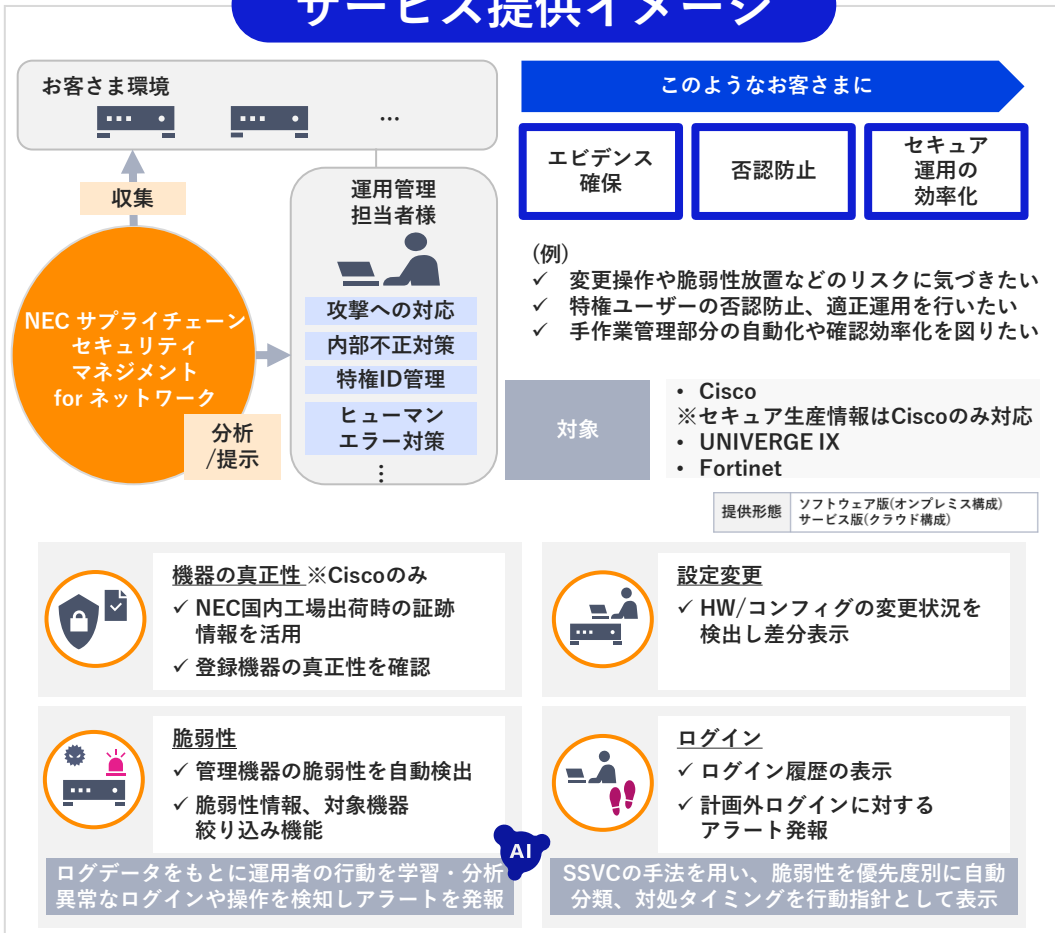 サービス提供イメージ
お客さま環境
…
収集
NEC サプライチェーン
セキュリティ
マネジメント
for ネットワーク
分析
/提示
運用管理
担当者様
攻撃への対応
内部不正対策
特権ID管理
ヒューマン
エラー対策
⋮
このようなお客さまに
エビデンス
確保
否認防止
セキュア
運用の
効率化
(例)
✓ 変更操作や脆弱性放置などのリスクに気づきたい
✓ 特権ユーザーの否認防止、適正運用を行いたい
✓ 手作業管理部分の自動化や確認効率化を図りたい
対象
• Cisco
※セキュア生産情報はCiscoのみ対応
• UNIVERGE IX
• Fortinet
提供形態
ソフトウェア版(オンプレミス構成)
サービス版(クラウド構成)
機器の真正性 ※Ciscoのみ
✓ NEC国内工場出荷時の証跡
情報を活用
✓ 登録機器の真正性を確認
設定変更
✓ HW/コンフィグの変更状況を
検出し差分表示
脆弱性
✓ 管理機器の脆弱性を自動検出
✓ 脆弱性情報、対象機器
絞り込み機能
ログイン
✓ ログイン履歴の表示
✓ 計画外ログインに対する
アラート発報
AI
ログデータをもとに運用者の行動を学習・分析
異常なログインや操作を検知しアラートを発報
SSVCの手法を用い、脆弱性を優先度別に自動
分類、対処タイミングを行動指針として表示